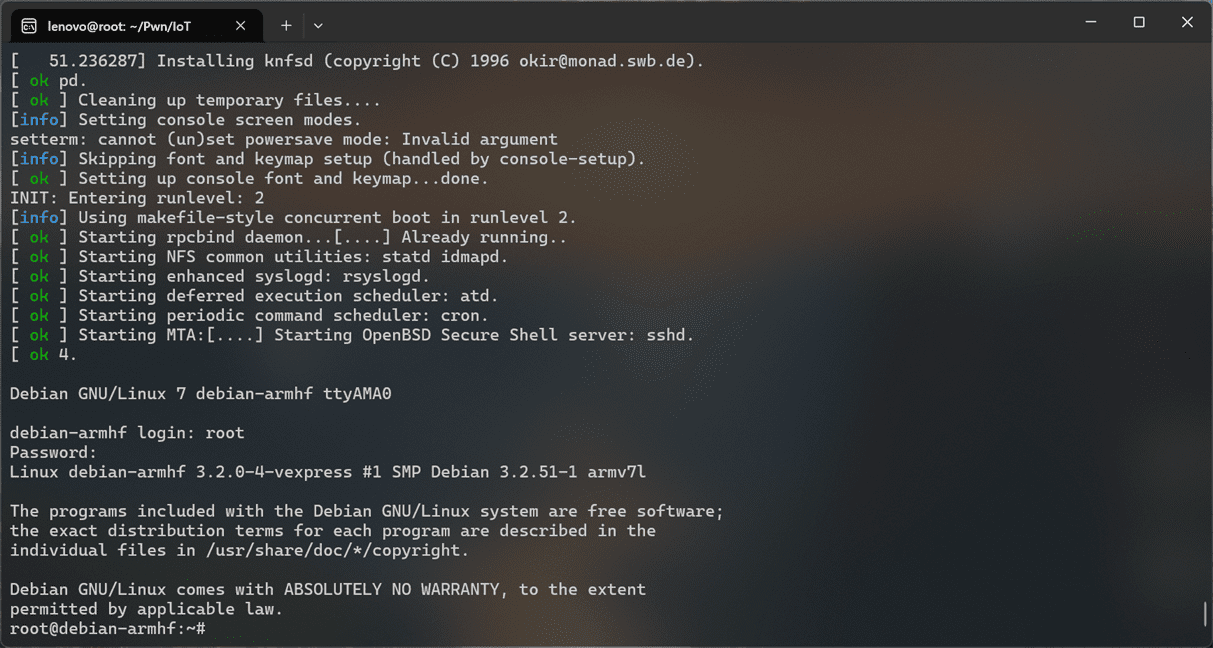 lenovo@root: ~/Pwn/IoT
[   51.236287] Installing knfsd (copyright (C) 1996 okir@monad.swb.de).
[ ok pd.
[ ok ] Cleaning up temporary files....
[info] Setting console screen modes.
setterm: cannot (un)set powersave mode: Invalid argument
[info] Skipping font and keymap setup (handled by console-setup).
[ ok ] Setting up console font and keymap...done.
INIT: Entering runlevel: 2
[info] Using makefile-style concurrent boot in runlevel 2.
[ ok ] Starting rpcbind daemon...[....] Already running..
[ ok ] Starting NFS common utilities: statd idmapd.
[ ok ] Starting enhanced syslogd: rsyslogd.
[ ok ] Starting deferred execution scheduler: atd.
[ ok ] Starting periodic command scheduler: cron.
[ ok ] Starting MTA:[....] Starting OpenBSD Secure Shell server: sshd.
[ ok 4.
Debian GNU/Linux 7 debian-armhf ttyAMA0
debian-armhf login: root
Password:
Linux debian-armhf 3.2.0-4-vexpress #1 SMP Debian 3.2.51-1 armv7l
The programs included with the Debian GNU/Linux system are free software;
the exact distribution terms for each program are described in the
individual files in /usr/share/doc/*/copyright.
Debian GNU/Linux comes with ABSOLUTELY NO WARRANTY, to the extent
permitted by applicable law.
root@debian-armhf:~#